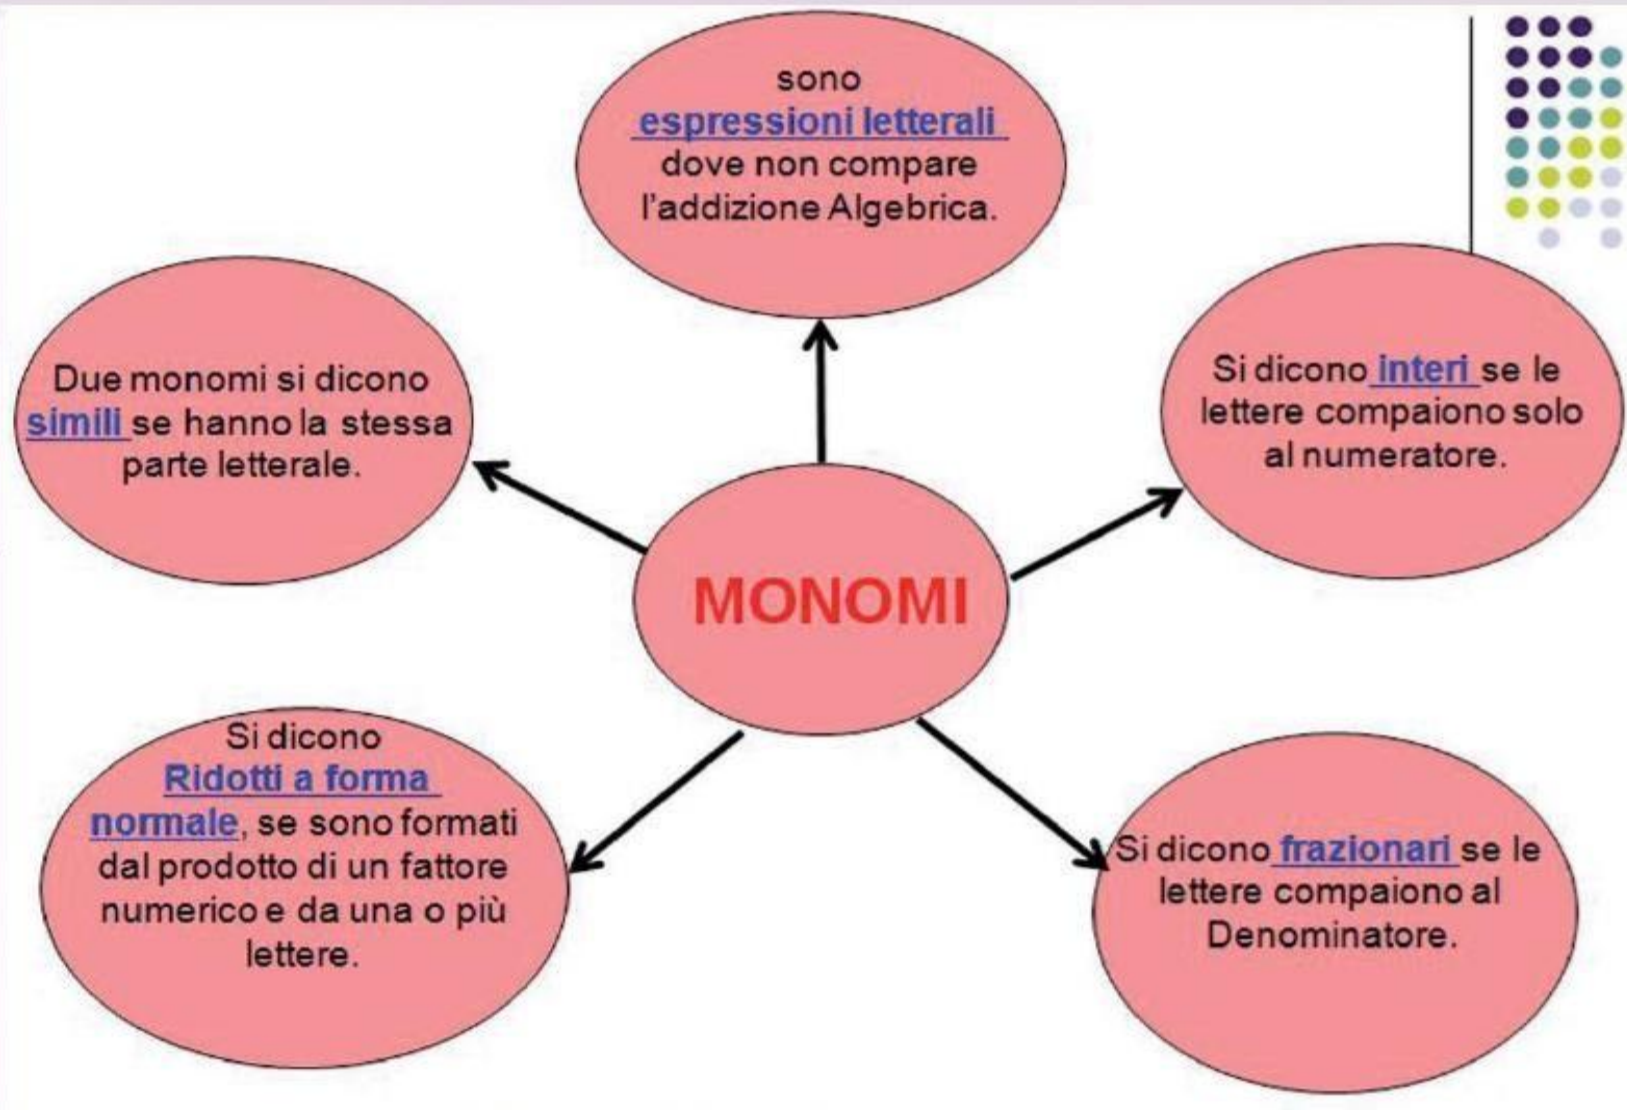 sono
espressioni letterali
dove non compare
l'addizione Algebrica.
Due monomi si dicono
simili se hanno la stessa
parte letterale.
Si dicono interi se le
lettere compaiono solo
al numeratore.
MONOMI
Si dicono
Ridotti a forma
normale, se sono formati
dal prodotto di un fattore
numerico e da una o più
lettere.
Si dicono frazionari se le
lettere compaiono al
Denominatore.